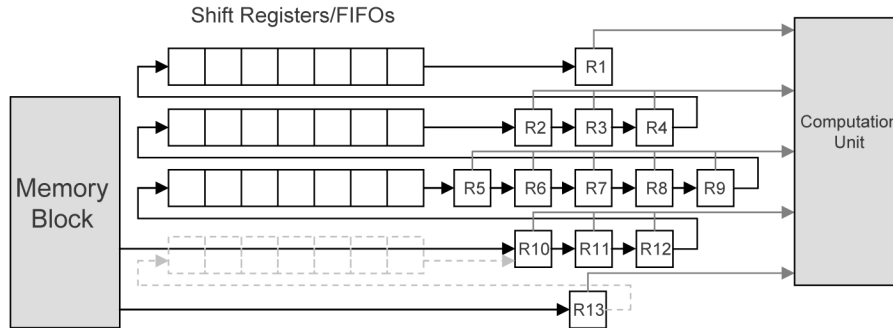 Shift Registers/FIFOs
R1
R2 R3 R4
Computation
Unit
Memory
Block
R5 R6 R7 R8 R9
R10 R11 R12
R13